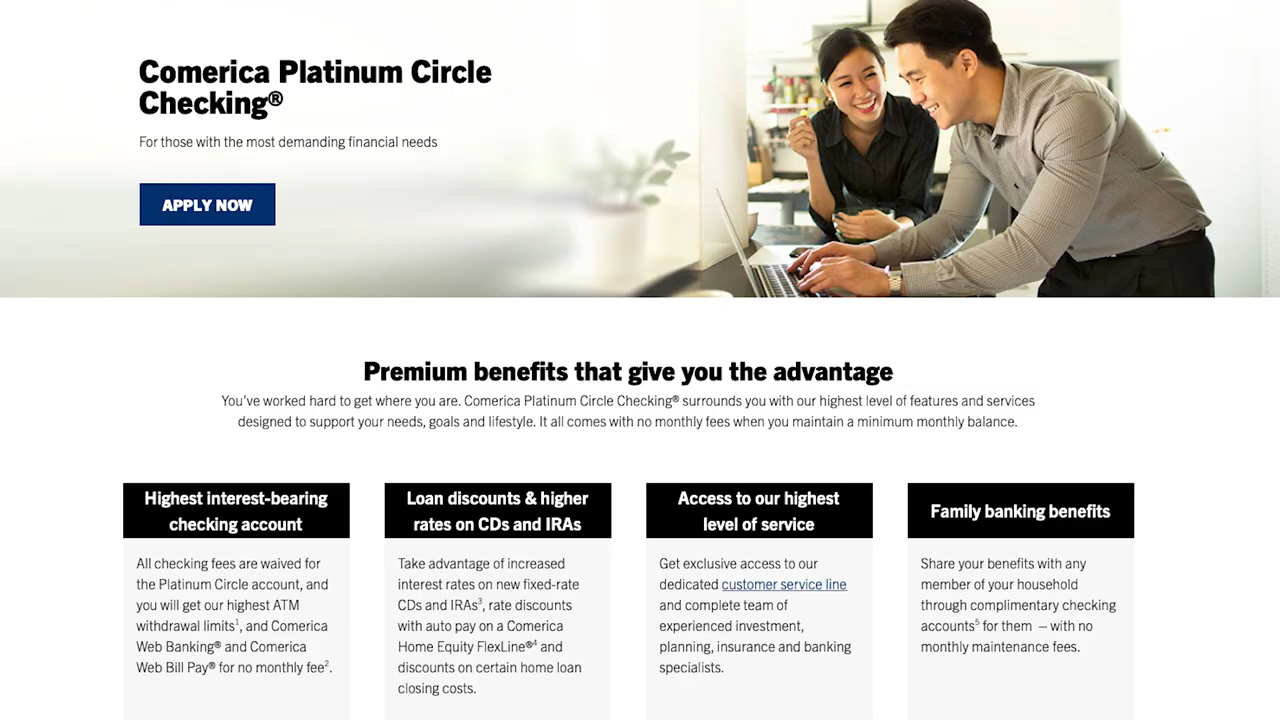 Comerica Platinum Circle
Checking®
For those with the most demanding financial needs
APPLY NOW
Premium benefits that give you the advantage
You’ve worked hard to get where you are. Comerica Platinum Circle Checking® surrounds you with our highest level of features and services
designed to support your needs, goals and lifestyle. It all comes with no monthly fees when you maintain a minimum monthly balance.
Highest interest-bearing
checking account
All checking fees are waived for
the Platinum Circle account, and
you will get our highest ATM
withdrawal limits¹, and Comerica
Web Banking® and Comerica
Web Bill Pay® for no monthly fee².
Loan discounts & higher
rates on CDs and IRAs
Take advantage of increased
interest rates on new fixed-rate
CDs and IRAs³, rate discounts
with auto pay on a Comerica
Home Equity FlexLine®⁴ and
discounts on certain home loan
closing costs.
Access to our highest
level of service
Get exclusive access to our
dedicated customer service line
and complete team of
experienced investment,
planning, insurance and banking
specialists.
Family banking benefits
Share your benefits with any
member of your household
through complimentary checking
accounts⁵ for them – with no
monthly maintenance fees.